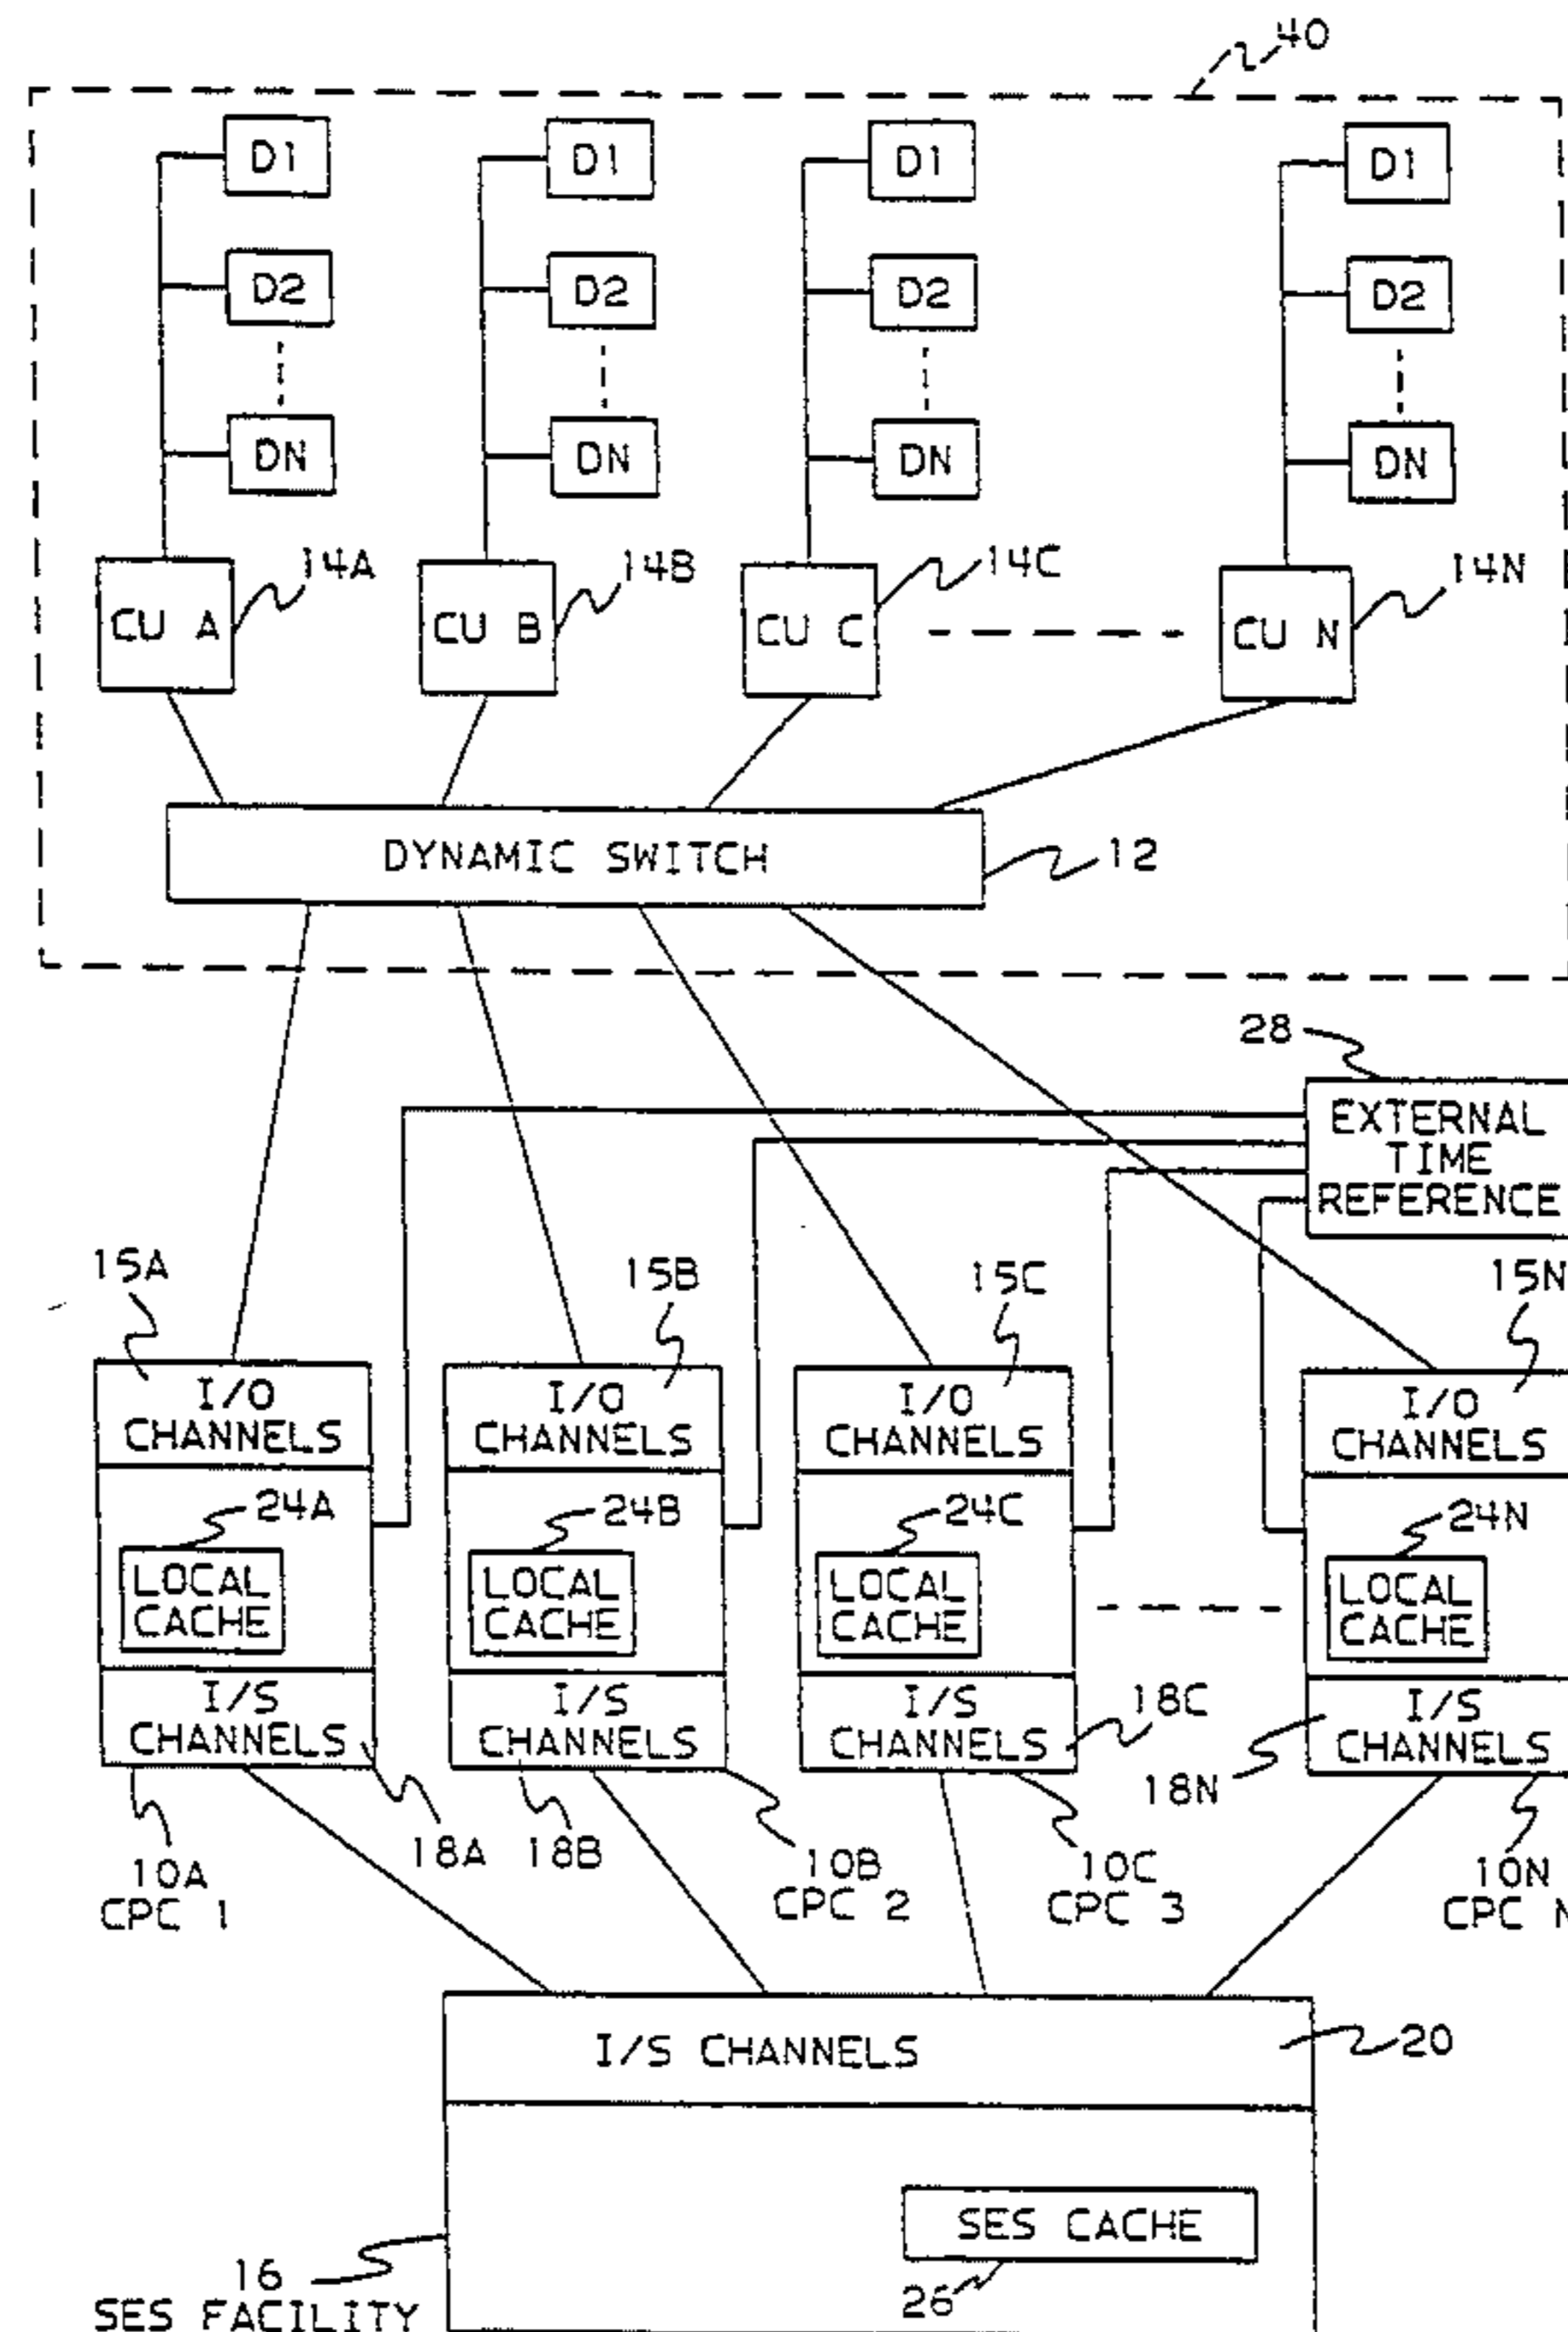 40
D1 D1 D1 D1
D2 D2 D2 D2
DN DN DN DN
14A 14B 14C 14N
CU A CU B CU C CU N
DYNAMIC SWITCH 12
28
EXTERNAL
TIME
REFERENCE
15A 15B 15C 15N
I/O I/O I/O I/O
CHANNELS CHANNELS CHANNELS CHANNELS
24A 24B 24C 24N
LOCAL LOCAL LOCAL LOCAL
CACHE CACHE CACHE CACHE
I/S I/S I/S I/S
CHANNELS CHANNELS CHANNELS CHANNELS
18C
18N
18A 18B
10A 10B 10C 10N
CPC 1 CPC 2 CPC 3 CPC N
I/S CHANNELS 20
SES CACHE
16 26
SES FACILITY